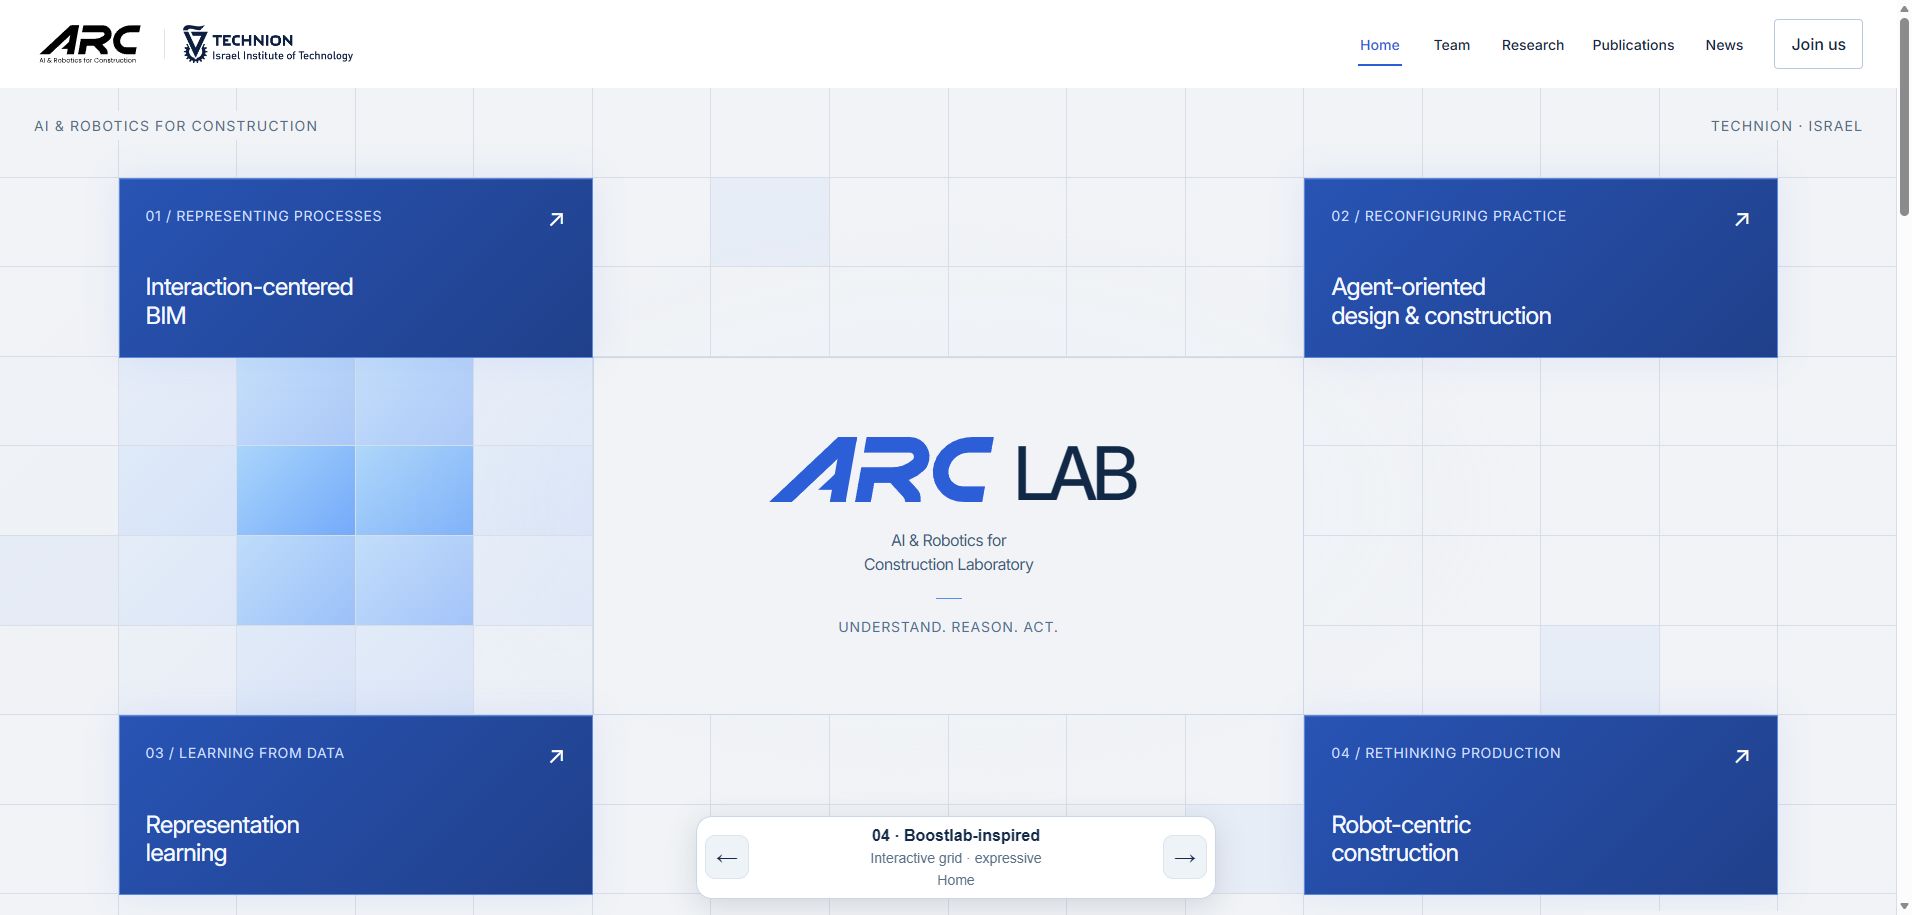 ARC
AI & Robotics for Construction
TECHNION
Israel Institute of Technology
Home
Team
Research
Publications
News
Join us
AI & ROBOTICS FOR CONSTRUCTION
TECHNION · ISRAEL
01 / REPRESENTING PROCESSES
Interaction-centered
BIM
02 / RECONFIGURING PRACTICE
Agent-oriented
design & construction
ARC LAB
AI & Robotics for
Construction Laboratory
UNDERSTAND. REASON. ACT.
03 / LEARNING FROM DATA
Representation
learning
04 / RETHINKING PRODUCTION
Robot-centric
construction
04 · Boostlab-inspired
Interactive grid · expressive
Home